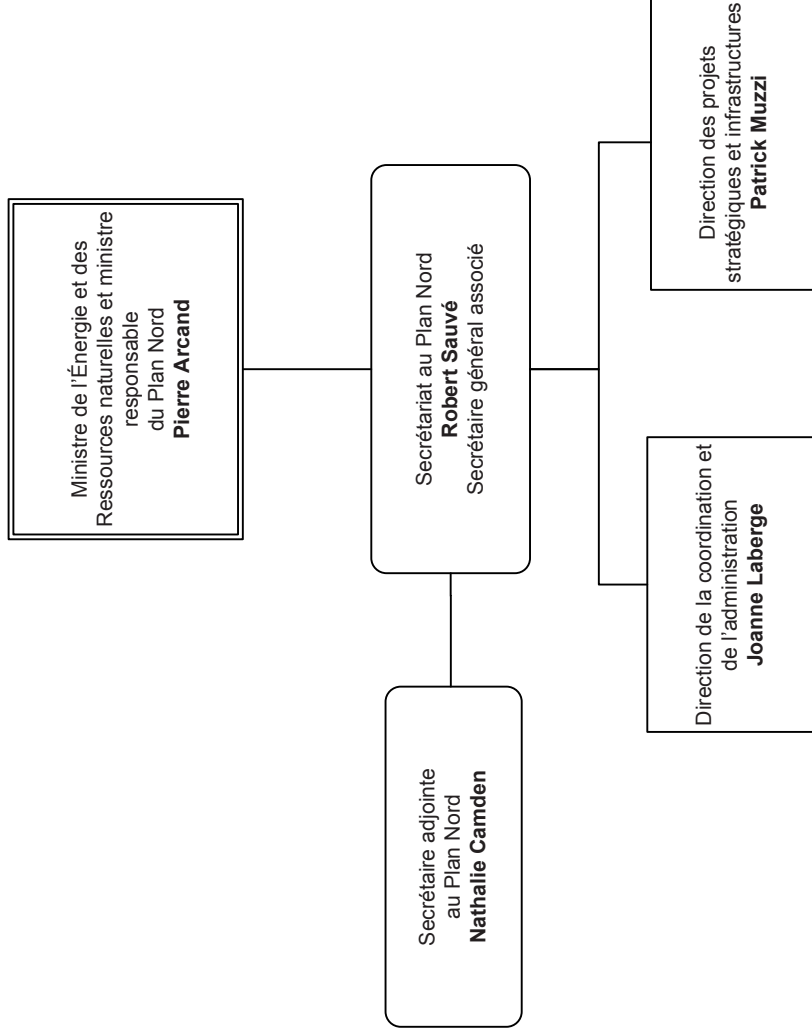 Ministre de l'Énergie et des
Ressources naturelles et ministre
responsable
du Plan Nord
Pierre Arcand
Secrétariat au Plan Nord
Robert Sauvé
Secrétaire général associé
Secrétaire adjointe
au Plan Nord
Nathalie Camden
Direction de la coordination et
de l'administration
Joanne Laberge
Direction des projets
stratégiques et infrastructures
Patrick Muzzi